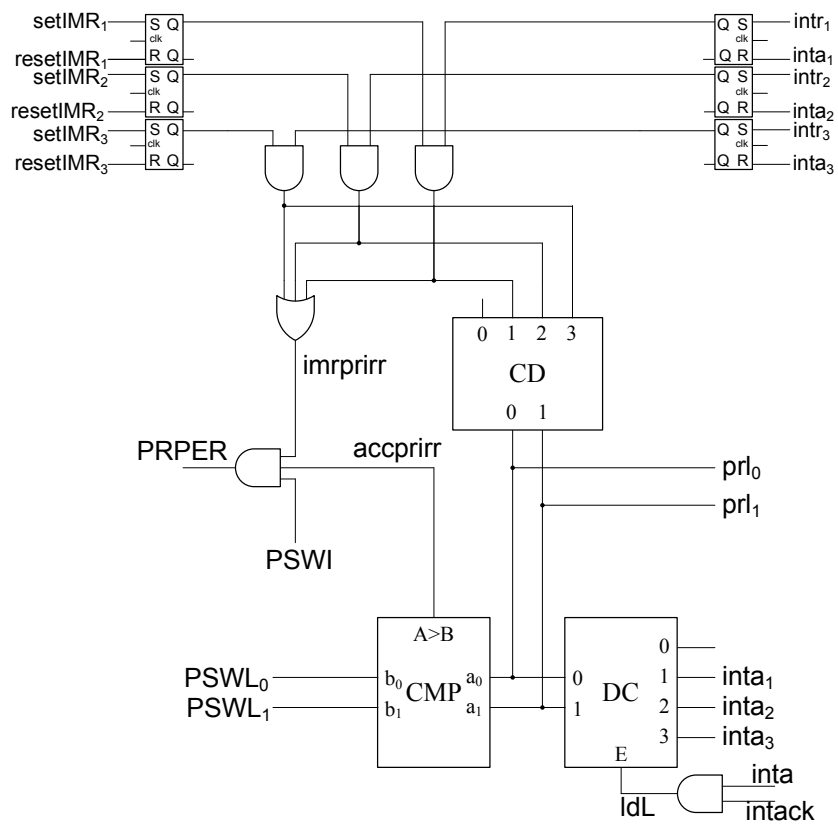 setIMR₁ S Q clk R Q resetIMR₁
setIMR₂ S Q clk R Q resetIMR₂
setIMR₃ S Q clk R Q resetIMR₃
Q S intr₁ clk Q R inta₁
Q S intr₂ clk Q R inta₂
Q S intr₃ clk Q R inta₃
0 1 2 3
CD
0 1
imrprirr
PRPER
accprirr
PSWI
prl₀
prl₁
A>B
PSWL₀ b₀ CMP a₀
PSWL₁ b₁ a₁
0 DC 0
1 1 inta₁
2 inta₂
3 inta₃
E
ldL
inta
intack